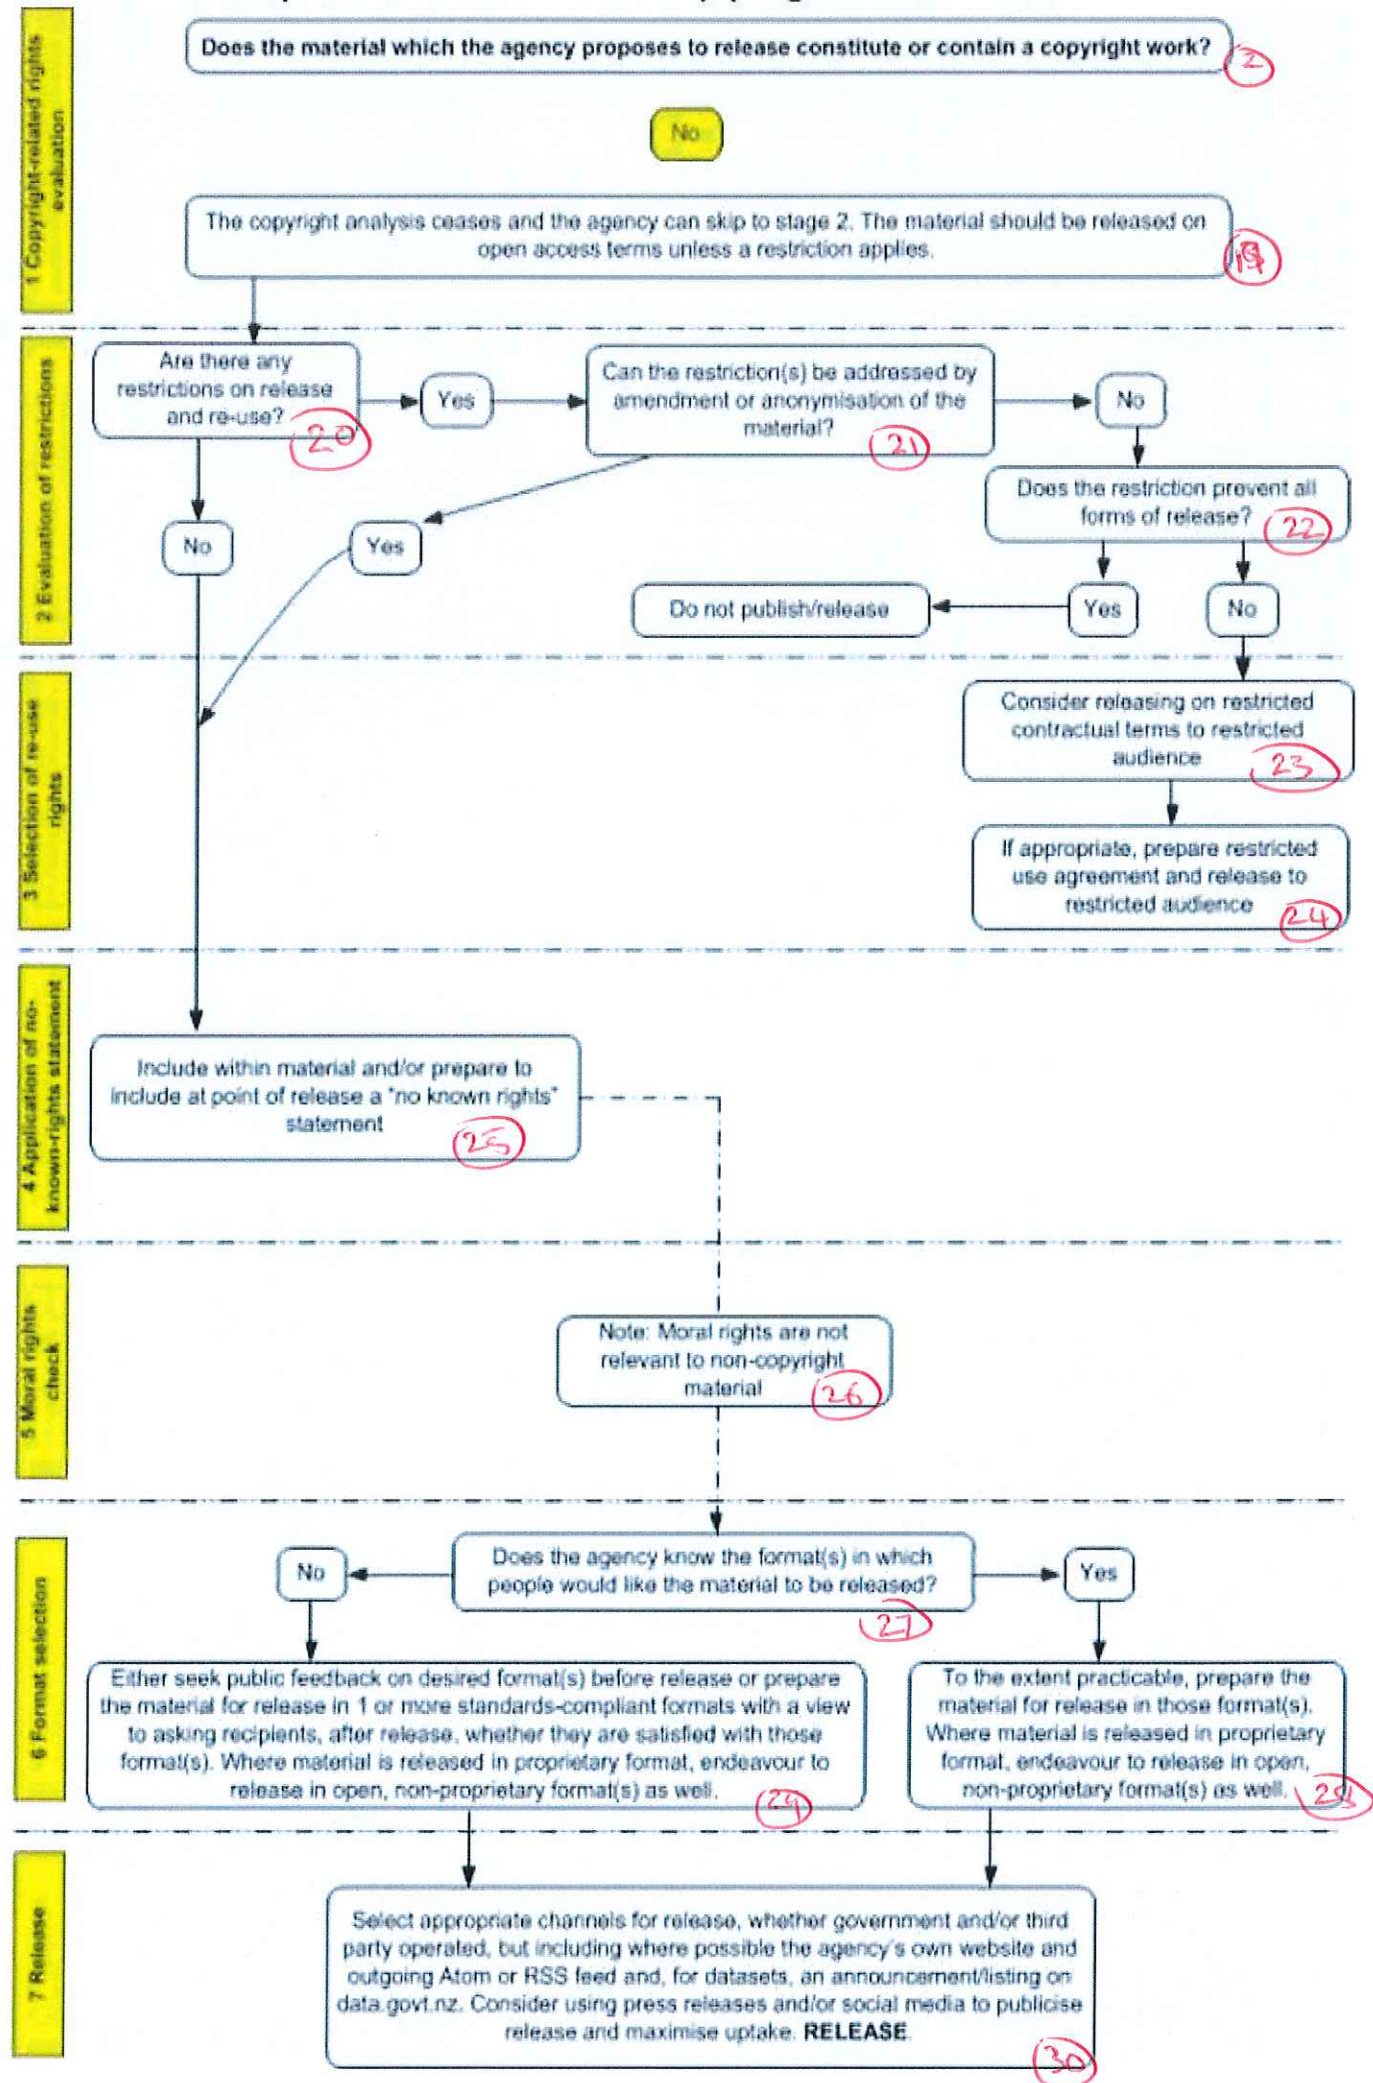 Does the material which the agency proposes to release constitute or contain a copyright work?
2
No
The copyright analysis ceases and the agency can skip to stage 2. The material should be released on
open access terms unless a restriction applies.
1 Copyright-related rights
evaluation
Are there any
restrictions on release
and re-use?
20
Yes
Can the restriction(s) be addressed by
amendment or anonymisation of the
material?
21
No
Does the restriction prevent all
forms of release?
22
No
Yes
Do not publish/release
Yes
No
2 Evaluation of restrictions
Consider releasing on restricted
contractual terms to restricted
audience
23
If appropriate, prepare restricted
use agreement and release to
restricted audience
24
3 Selection of re-use
rights
Include within material and/or prepare to
include at point of release a "no known rights"
statement
25
4 Application of no-
known-rights statement
Note: Moral rights are not
relevant to non-copyright
material
26
5 Moral rights
check
No
Does the agency know the format(s) in which
people would like the material to be released?
27
Yes
Either seek public feedback on desired format(s) before release or prepare
the material for release in 1 or more standards-compliant formats with a view
to asking recipients, after release, whether they are satisfied with those
format(s). Where material is released in proprietary format, endeavour to
release in open, non-proprietary format(s) as well.
29
To the extent practicable, prepare the
material for release in those format(s).
Where material is released in proprietary
format, endeavour to release in open,
non-proprietary format(s) as well.
6 Format selection
Select appropriate channels for release, whether government and/or third
party operated, but including where possible the agency's own website and
outgoing Atom or RSS feed and, for datasets, an announcement/listing on
data.govt.nz. Consider using press releases and/or social media to publicise
release and maximise uptake. RELEASE.
30
7 Release